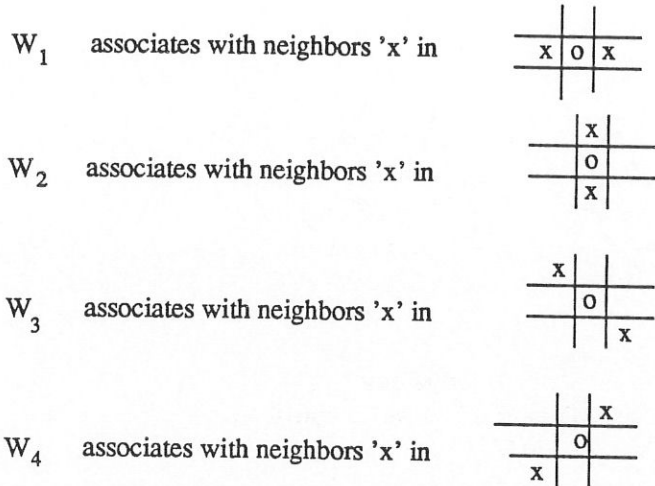 W1 associates with neighbors 'x' in
x o x
W2 associates with neighbors 'x' in
x
o
x
W3 associates with neighbors 'x' in
x
o
x
W4 associates with neighbors 'x' in
x
o
x